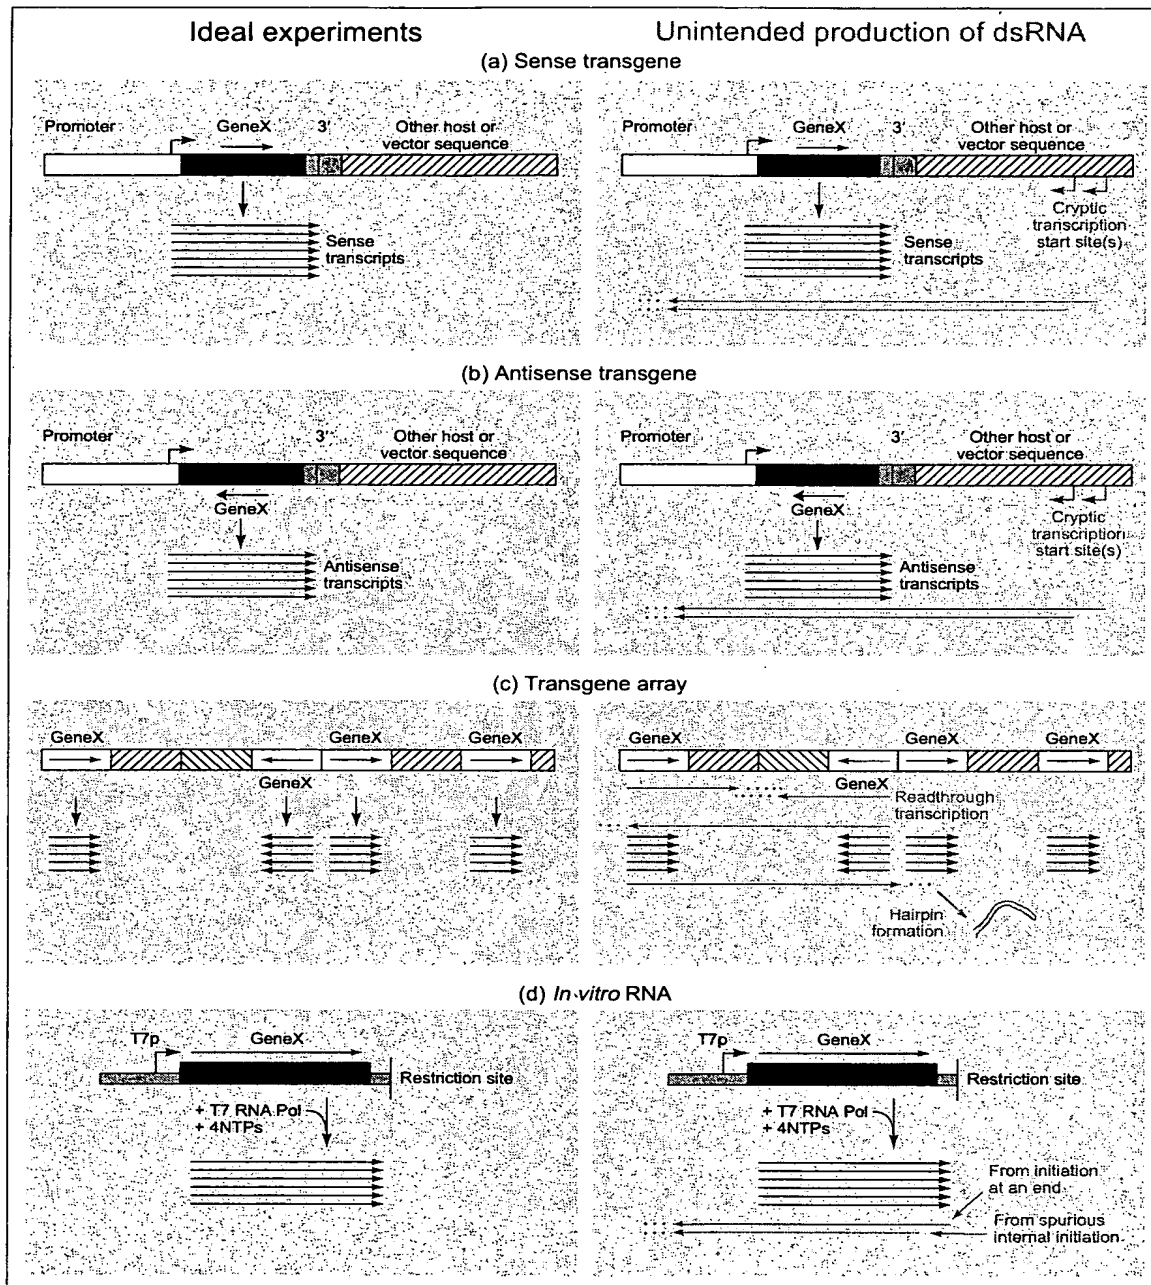 Ideal experiments
Unintended production of dsRNA
(a) Sense transgene
Promoter
GeneX
3'
Other host or
vector sequence
Sense
transcripts
Promoter
GeneX
3'
Other host or
vector sequence
Cryptic
transcription
start site(s)
Sense
transcripts
(b) Antisense transgene
Promoter
3'
Other host or
vector sequence
GeneX
Antisense
transcripts
Promoter
3'
Other host or
vector sequence
GeneX
Cryptic
transcription
start site(s)
Antisense
transcripts
(c) Transgene array
GeneX
GeneX
GeneX
GeneX
GeneX
GeneX
GeneX
GeneX
Readthrough
transcription
Hairpin
formation
(d) In vitro RNA
T7p
GeneX
Restriction site
+ T7 RNA Pol
+ 4NTPs
T7p
GeneX
Restriction site
+ T7 RNA Pol
+ 4NTPs
From initiation
at an end
From spurious
internal initiation